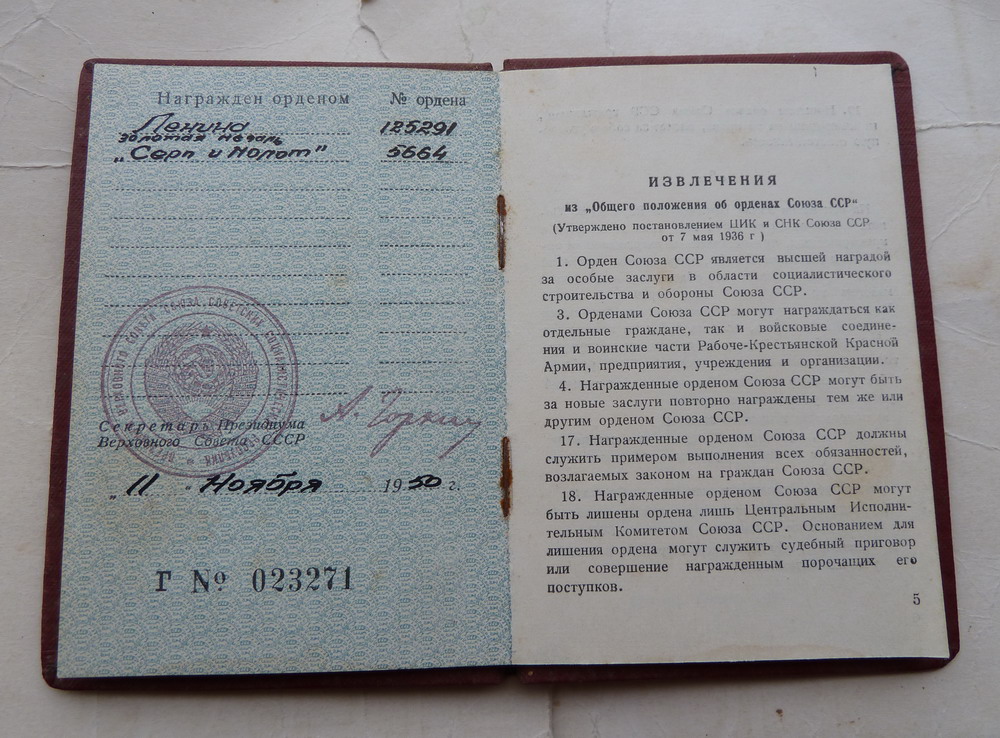 Награжден орденом № ордена
Ленина 125291
золотая медаль
„Серп и Молот" 5664
Секретарь Президиума
Верховного Совета СССР
А. Горкин
„ 11 " Ноября 1950 г.
Г № 023271
ИЗВЛЕЧЕНИЯ
из „Общего положения об орденах Союза ССР"
(Утверждено постановлением ЦИК и СНК Союза ССР
от 7 мая 1936 г )
1. Орден Союза ССР является высшей наградой
за особые заслуги в области социалистического
строительства и обороны Союза ССР.
3. Орденами Союза ССР могут награждаться как
отдельные граждане, так и войсковые соедине-
ния и воинские части Рабоче-Крестьянской Красной
Армии, предприятия, учреждения и организации.
4. Награжденные орденом Союза ССР могут быть
за новые заслуги повторно награждены тем же или
другим орденом Союза ССР.
17. Награжденные орденом Союза ССР должны
служить примером выполнения всех обязанностей,
возлагаемых законом на граждан Союза ССР.
18. Награжденные орденом Союза ССР могут
быть лишены ордена лишь Центральным Исполни-
тельным Комитетом Союза ССР. Основанием для
лишения ордена могут служить судебный приговор
или совершение награжденным порочащих его
поступков.
5